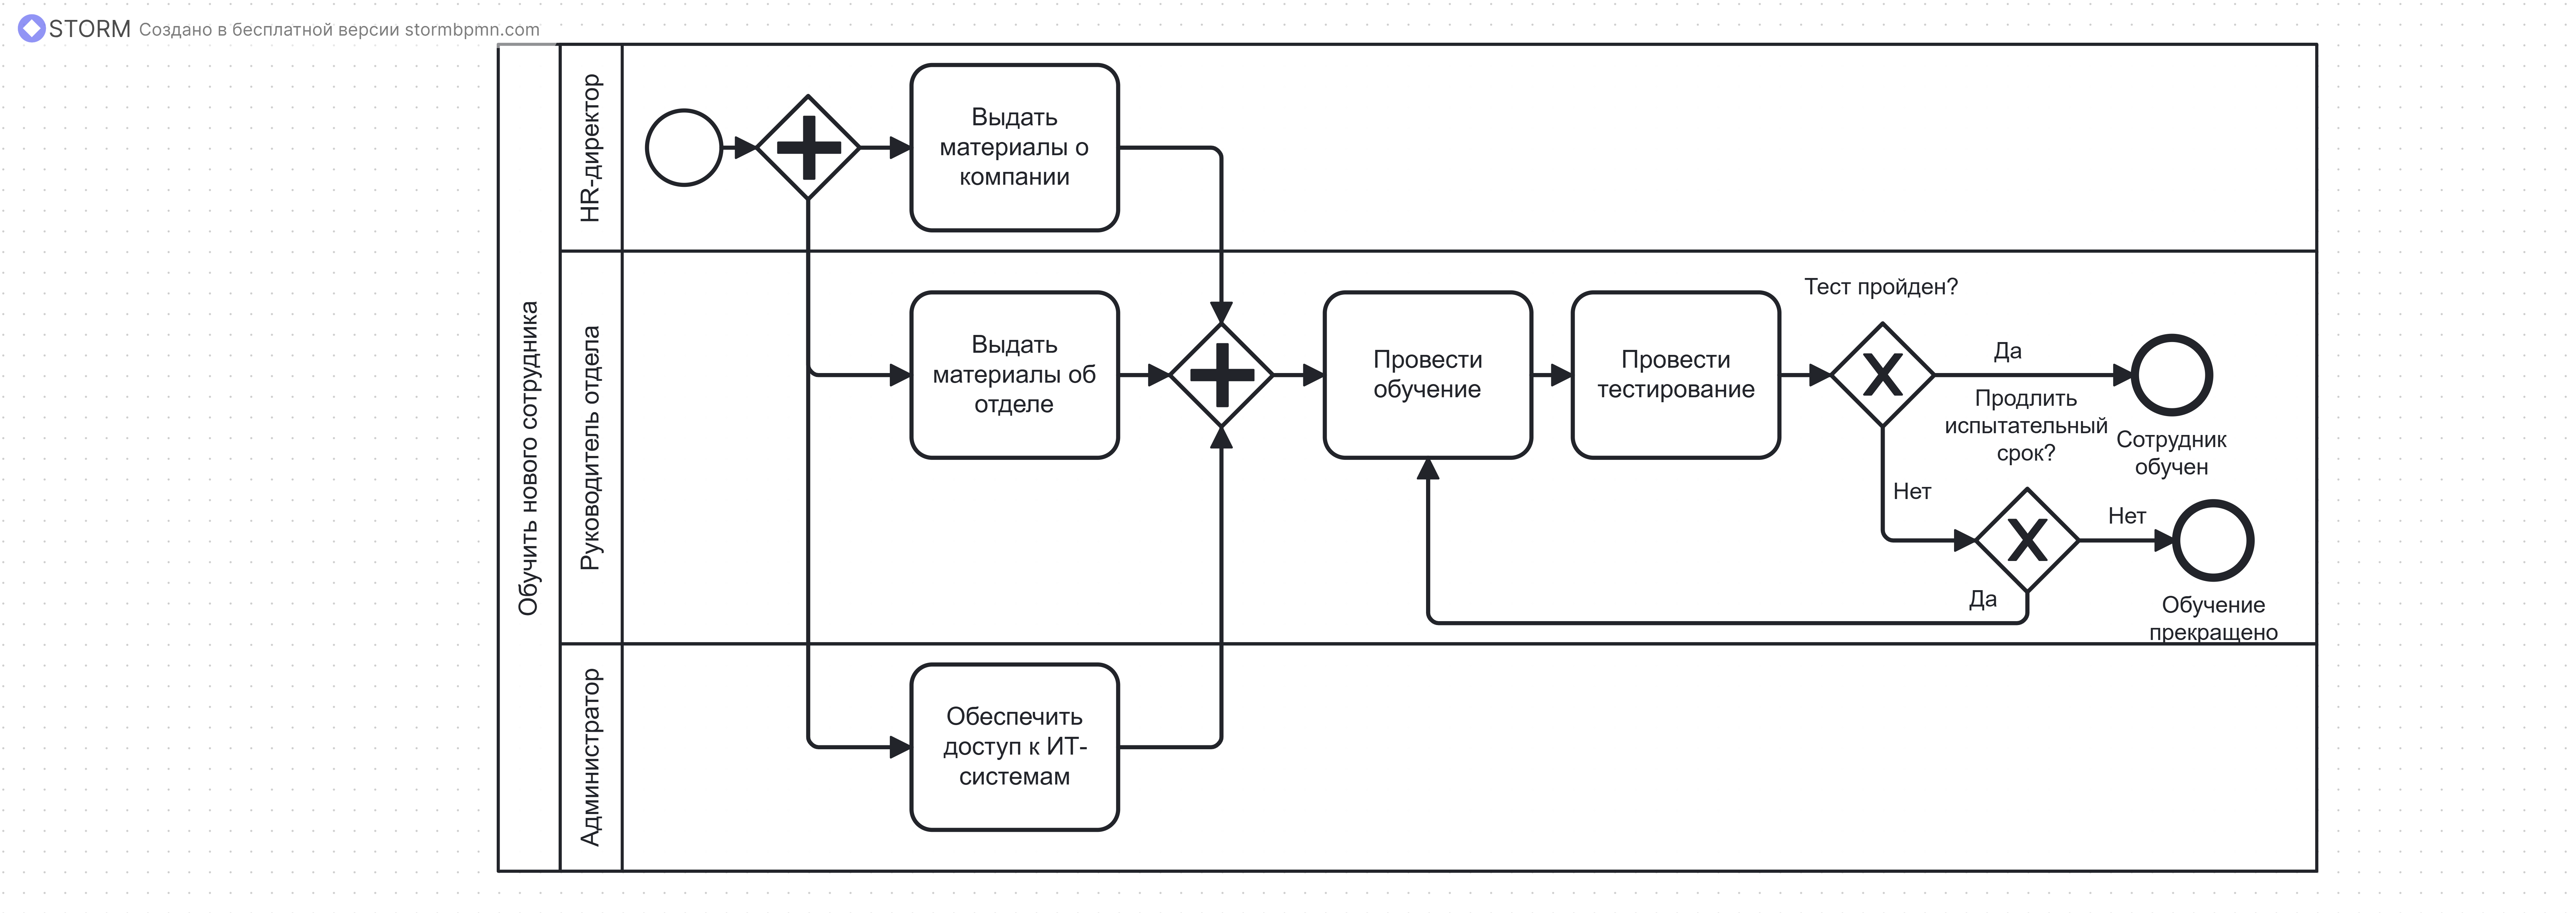 STORM Создано в бесплатной версии stormbpmn.com
Обучить нового сотрудника
HR-директор
Выдать
материалы о
компании
Руководитель отдела
Выдать
материалы об
отделе
Провести
обучение
Провести
тестирование
Тест пройден?
Да
Сотрудник
обучен
Нет
Продлить
испытательный
срок?
Нет
Обучение
прекращено
Да
Администратор
Обеспечить
доступ к ИТ-
системам